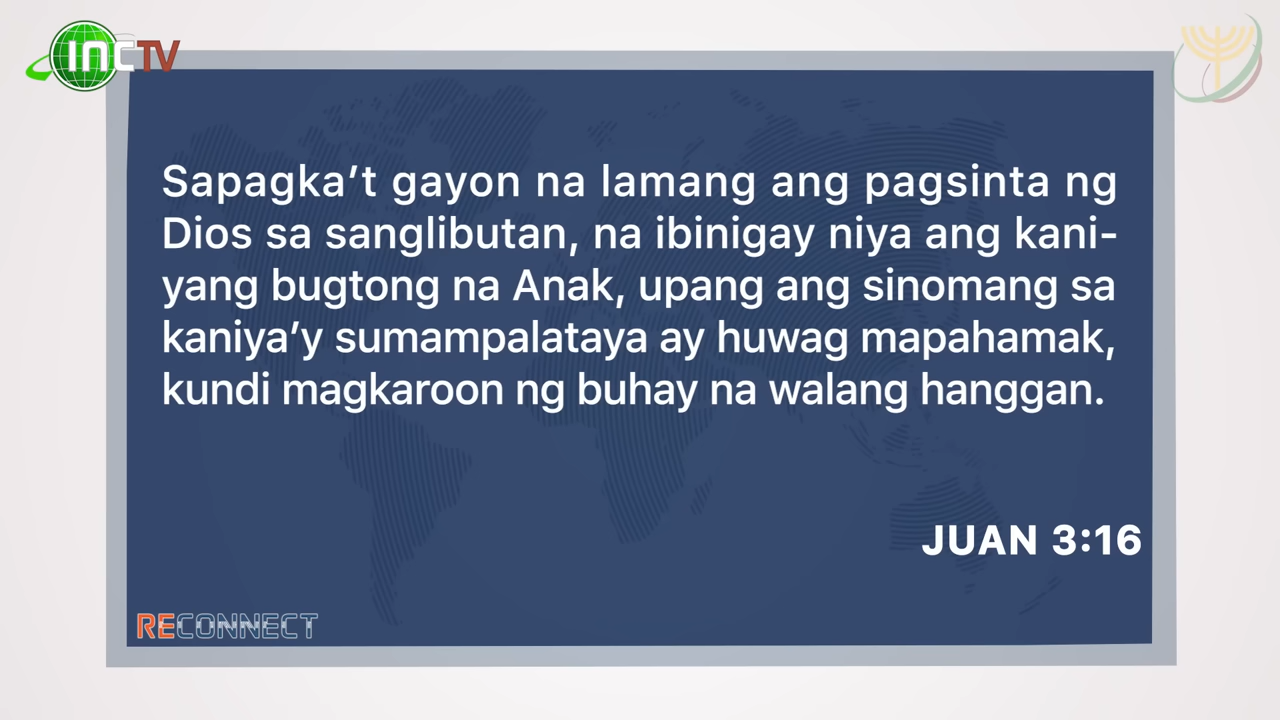 INCTV
Sapagka’t gayon na lamang ang pagsinta ng
Dios sa sanglibutan, na ibinigay niya ang kani-
yang bugtong na Anak, upang ang sinomang sa
kaniya’y sumampalataya ay huwag mapahamak,
kundi magkaroon ng buhay na walang hanggan.
JUAN 3:16
RECONNECT